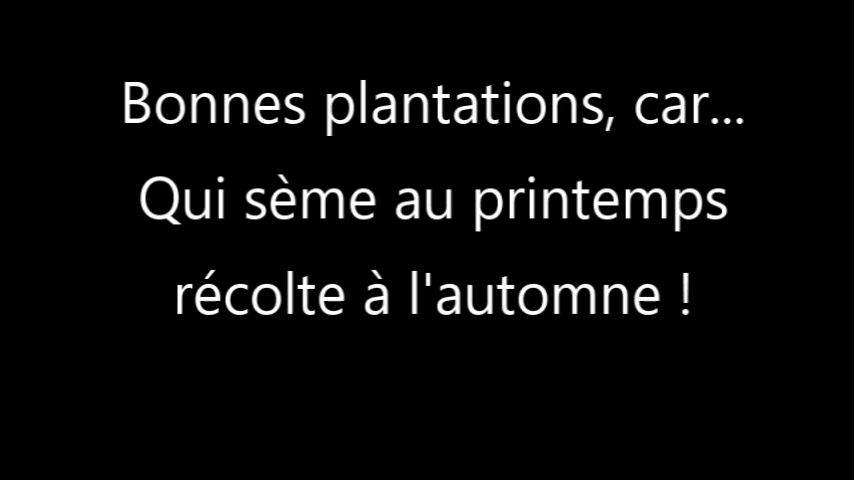 Bonnes plantations, car...
Qui sème au printemps
récolte à l'automne !